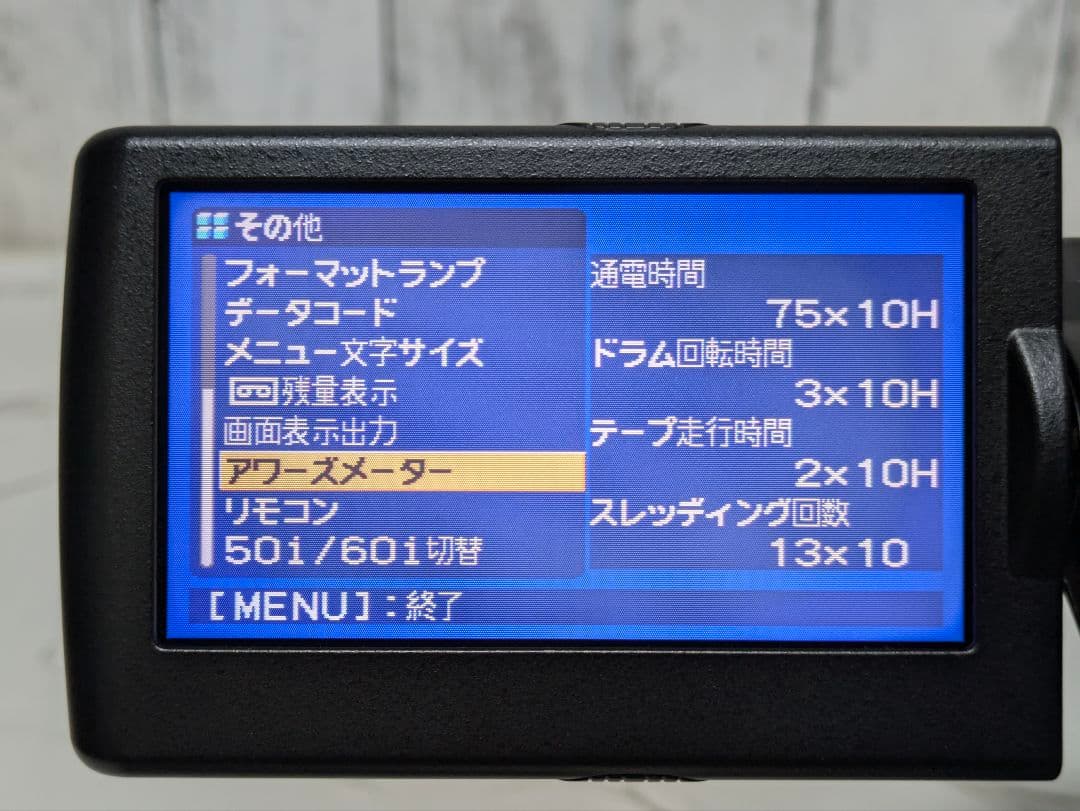 その他
フォーマットランプ
データコード
メニュー文字サイズ
残量表示
画面表示出力
アワーズメーター
リモコン
50i/60i切替
通電時間
75×10H
ドラム回転時間
3×10H
テープ走行時間
2×10H
スレッディング回数
13×10
[MENU]:終了